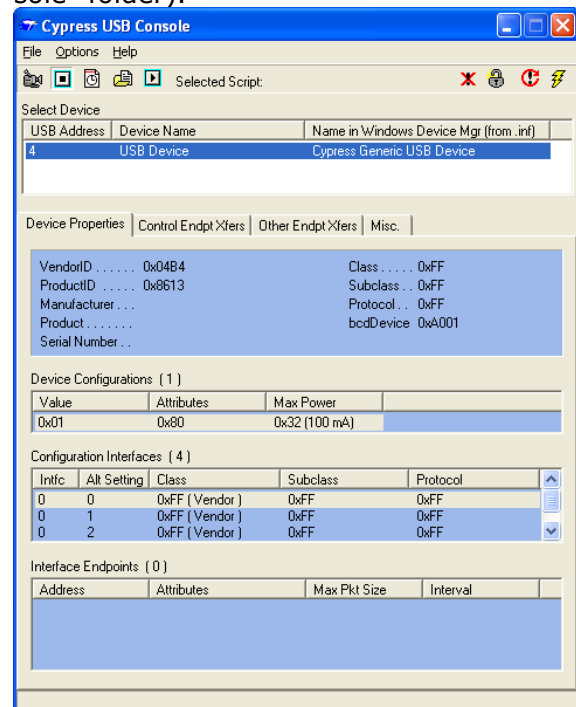 sole" folder).
Cypress USB Console
File Options Help
Selected Script:
Select Device
USB Address Device Name Name in Windows Device Mgr (from .inf)
4 USB Device Cypress Generic USB Device
Device Properties Control Endpt Xfers Other Endpt Xfers Misc.
VendorID . . . . . . 0x04B4 Class . . . . . 0xFF
ProductID . . . . . 0x8613 Subclass . . 0xFF
Manufacturer . . . Protocol . . 0xFF
Product . . . . . . . bcdDevice 0xA001
Serial Number . .
Device Configurations ( 1 )
Value Attributes Max Power
0x01 0x80 0x32 (100 mA)
Configuration Interfaces ( 4 )
Intfc Alt Setting Class Subclass Protocol
0 0 0xFF ( Vendor ) 0xFF 0xFF
0 1 0xFF ( Vendor ) 0xFF 0xFF
0 2 0xFF ( Vendor ) 0xFF 0xFF
Interface Endpoints ( 0 )
Address Attributes Max Pkt Size Interval